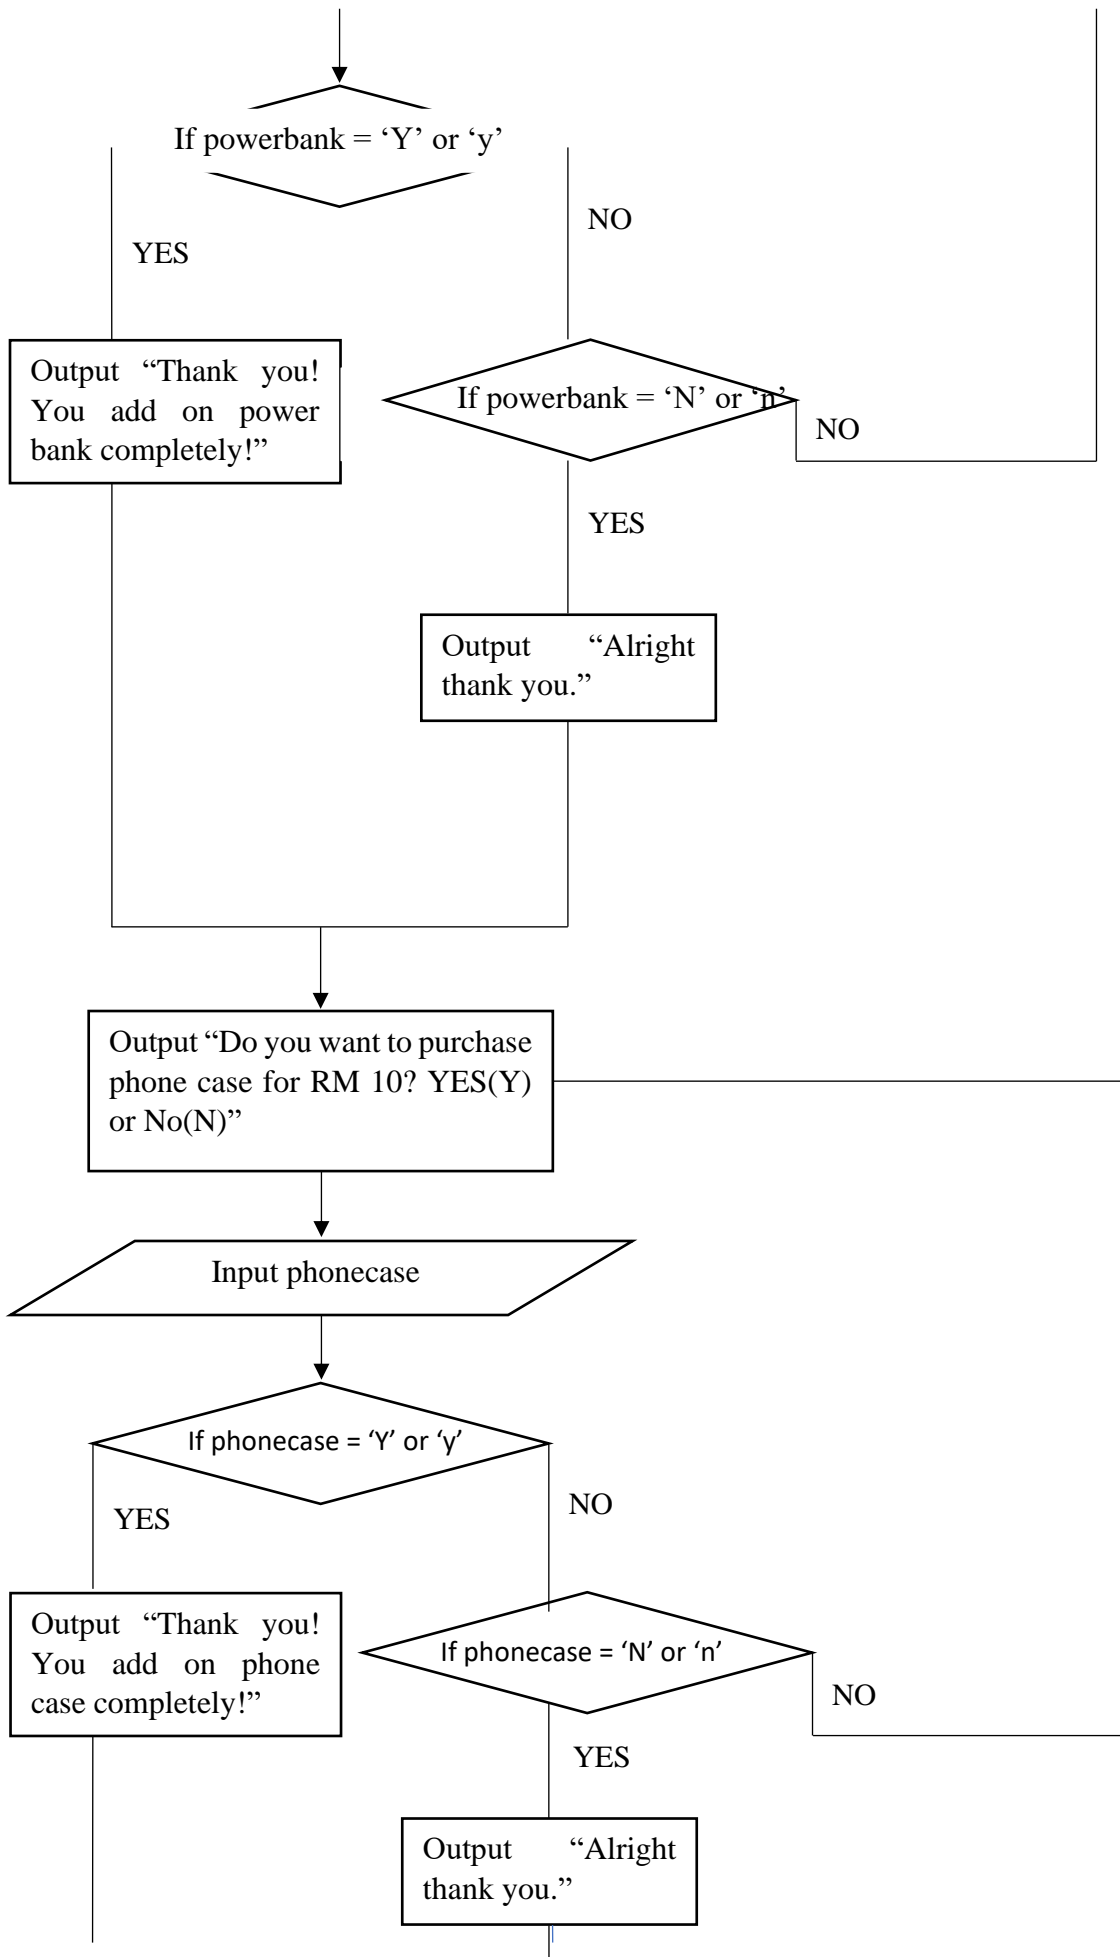 If powerbank = ‘Y’ or ‘y’
NO
YES
Output “Thank you!
You add on power
bank completely!”
If powerbank = ‘N’ or ‘n’
NO
YES
Output “Alright
thank you.”
Output “Do you want to purchase
phone case for RM 10? YES(Y)
or No(N)”
Input phonecase
If phonecase = ‘Y’ or ‘y’
NO
YES
Output “Thank you!
You add on phone
case completely!”
If phonecase = ‘N’ or ‘n’
NO
YES
Output “Alright
thank you.”